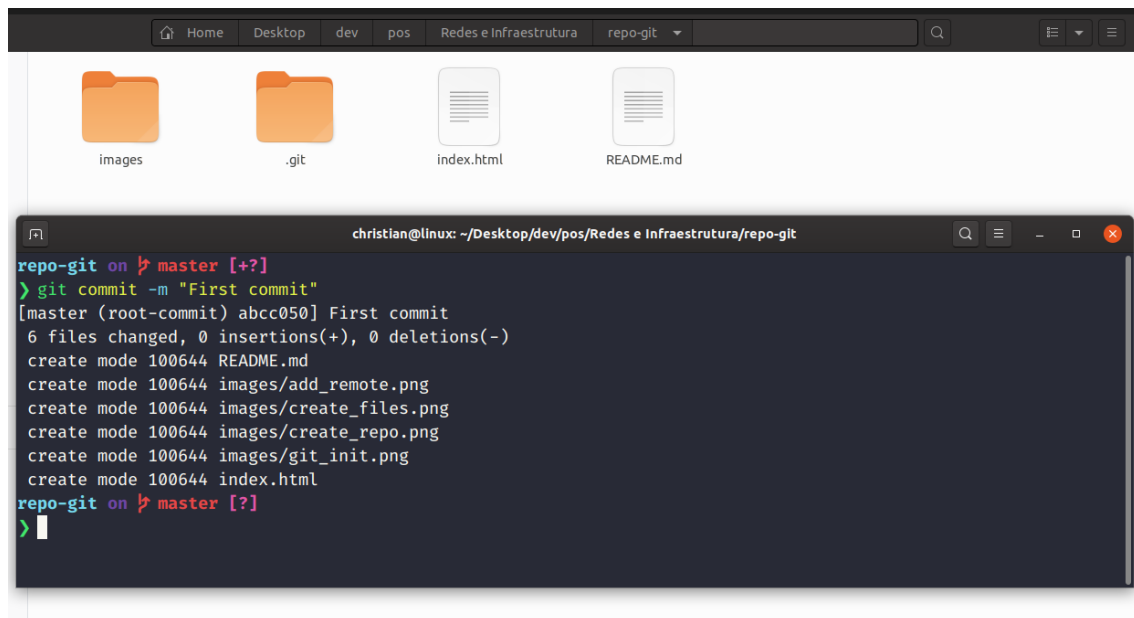 Home Desktop dev pos Redes e Infraestrutura repo-git
images .git index.html README.md
christian@linux: ~/Desktop/dev/pos/Redes e Infraestrutura/repo-git
repo-git on master [+?]
❯ git commit -m "First commit"
[master (root-commit) abcc050] First commit
6 files changed, 0 insertions(+), 0 deletions(-)
create mode 100644 README.md
create mode 100644 images/add_remote.png
create mode 100644 images/create_files.png
create mode 100644 images/create_repo.png
create mode 100644 images/git_init.png
create mode 100644 index.html
repo-git on master [?]
❯